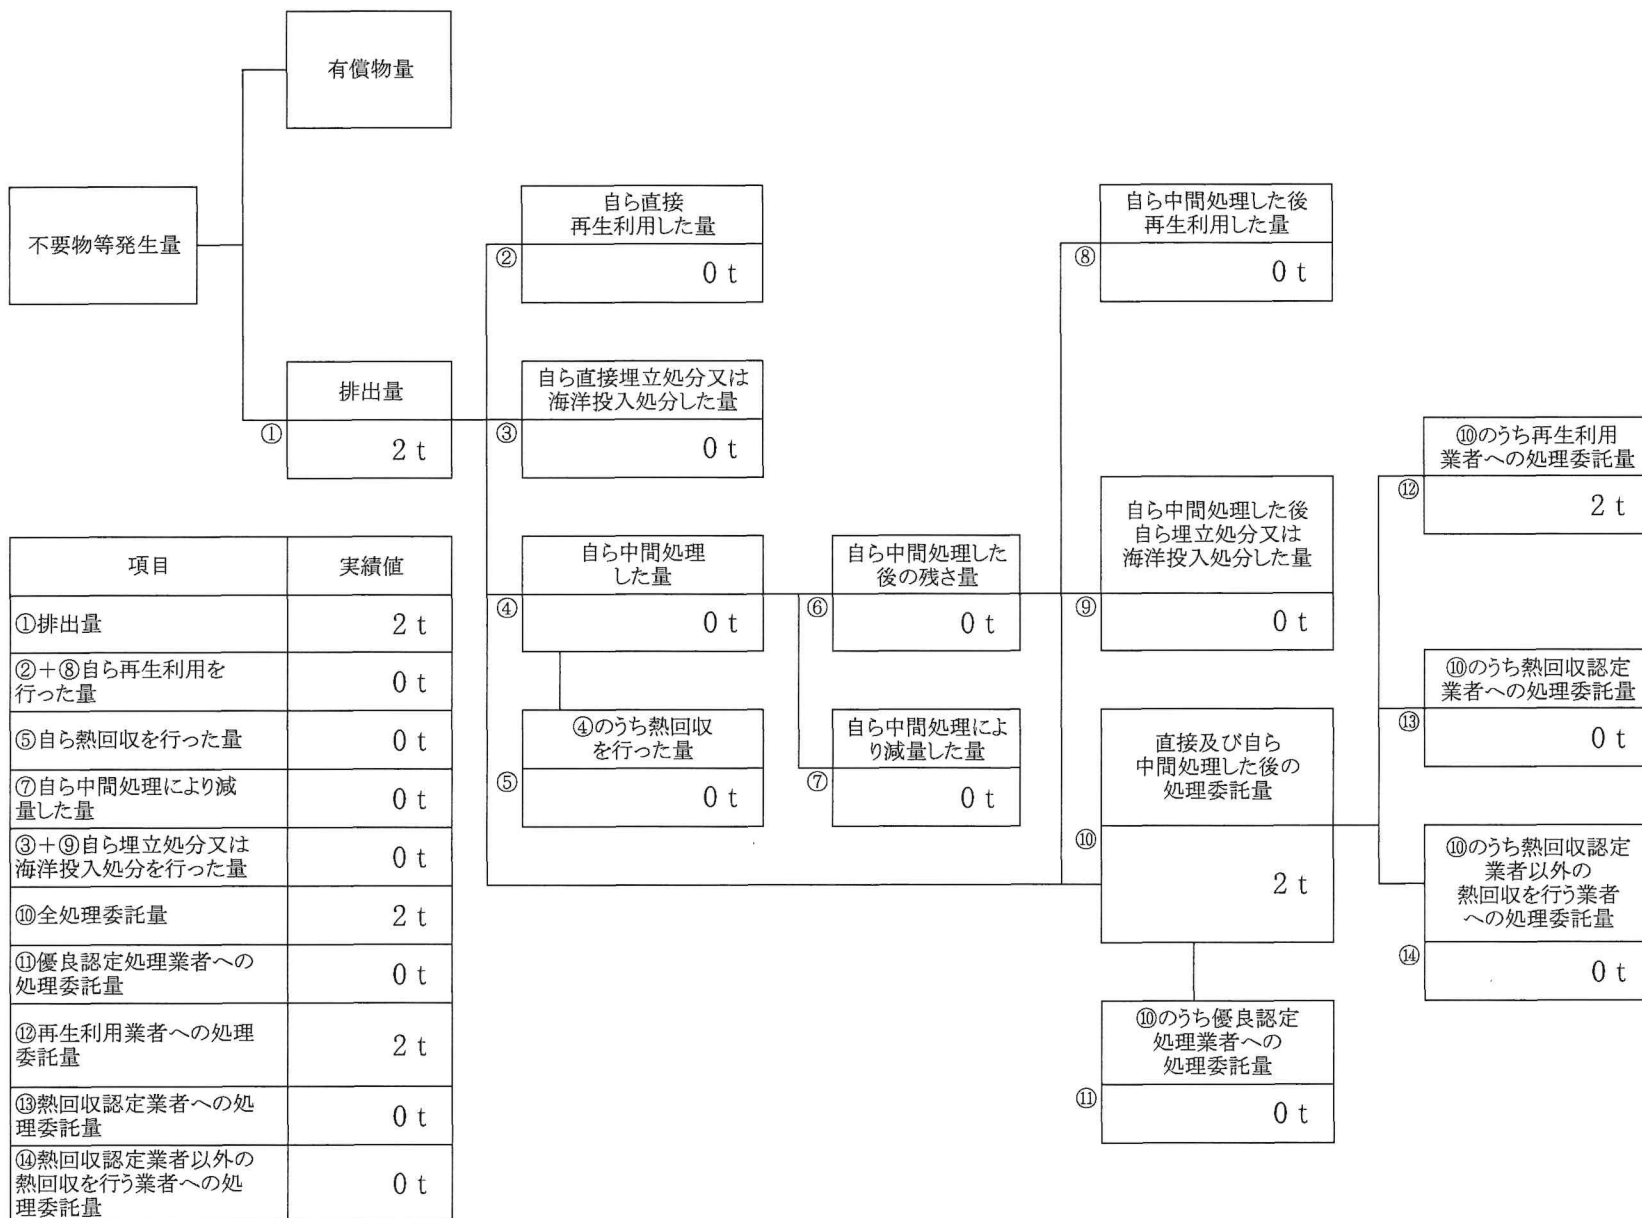 有償物量
不要物等発生量
排出量
①
2 t
自ら直接
再生利用した量
②
0 t
自ら直接埋立処分又は
海洋投入処分した量
③
0 t
自ら中間処理
した量
④
0 t
④のうち熱回収
を行った量
⑤
0 t
自ら中間処理した
後の残さ量
⑥
0 t
自ら中間処理によ
り減量した量
⑦
0 t
自ら中間処理した後
再生利用した量
⑧
0 t
自ら中間処理した後
自ら埋立処分又は
海洋投入処分した量
⑨
0 t
直接及び自ら
中間処理した後の
処理委託量
⑩
2 t
⑩のうち優良認定
処理業者への
処理委託量
⑪
0 t
⑩のうち再生利用
業者への処理委託量
⑫
2 t
⑩のうち熱回収認定
業者への処理委託量
⑬
0 t
⑩のうち熱回収認定
業者以外の
熱回収を行う業者
への処理委託量
⑭
0 t
項目 実績値
①排出量 2 t
②+⑧自ら再生利用を
行った量 0 t
⑤自ら熱回収を行った量 0 t
⑦自ら中間処理により減
量した量 0 t
③+⑨自ら埋立処分又は
海洋投入処分を行った量 0 t
⑩全処理委託量 2 t
⑪優良認定処理業者への
処理委託量 0 t
⑫再生利用業者への処理
委託量 2 t
⑬熱回収認定業者への処
理委託量 0 t
⑭熱回収認定業者以外の
熱回収を行う業者への処
理委託量 0 t